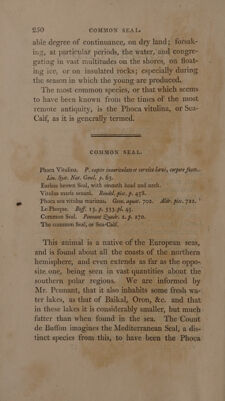 250 COMMON SEAL.
able degree of continuance, on dry land; forsak-
ing, at particular periods, the water, and congre-
gating in vast multitudes on the shores, on float-
ing ice, or on insulated rocks; especially during
the season in which the young are produced.
The most common species, or that which seems
to have been known from the times of the most
remote antiquity, is the Phoca vitulina, or Sea-
Calf, as it is generally termed.
COMMON SEAL.
Phoca Vitulina. P. capite inauriculato et cervice lævi, corpore fusco.
Lin. Syst. Nat. Gmel. p. 63.
Earless brown Seal, with smooth head and neck.
Vitulus maris oceani. Rondel. pisc. p. 458.
Phoca seu vitulus marinus. Gesn. aquat. 702. Aldr. pisc. 722.
Le Phoque. Buff. 13. p. 333. pl. 45.
Common Seal. Pennant Quadr. 2. p. 270.
The common Seal, or Sea-Calf.
This animal is a native of the European seas,
and is found about all the coasts of the northern
hemisphere, and even extends as far as the oppo-
site one, being seen in vast quantities about the
southern polar regions. We are informed by
Mr. Pennant, that it also inhabits some fresh wa-
ter lakes, as that of Baikal, Oron, &c. and that
in these lakes it is considerably smaller, but much
fatter than when found in the sea. The Count
de Buffon imagines the Mediterranean Seal, a dis-
tinct species from this, to have been the Phoca